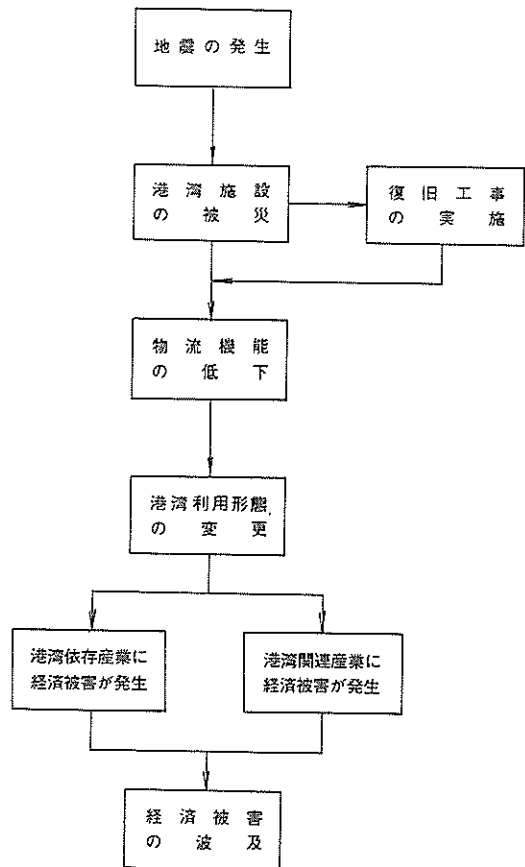 地震の発生
港湾施設
の被災
復旧工事
の実施
物流機能
の低下
港湾利用形態
の変更
港湾依存産業に
経済被害が発生
港湾関連産業に
経済被害が発生
経済被害
の波及